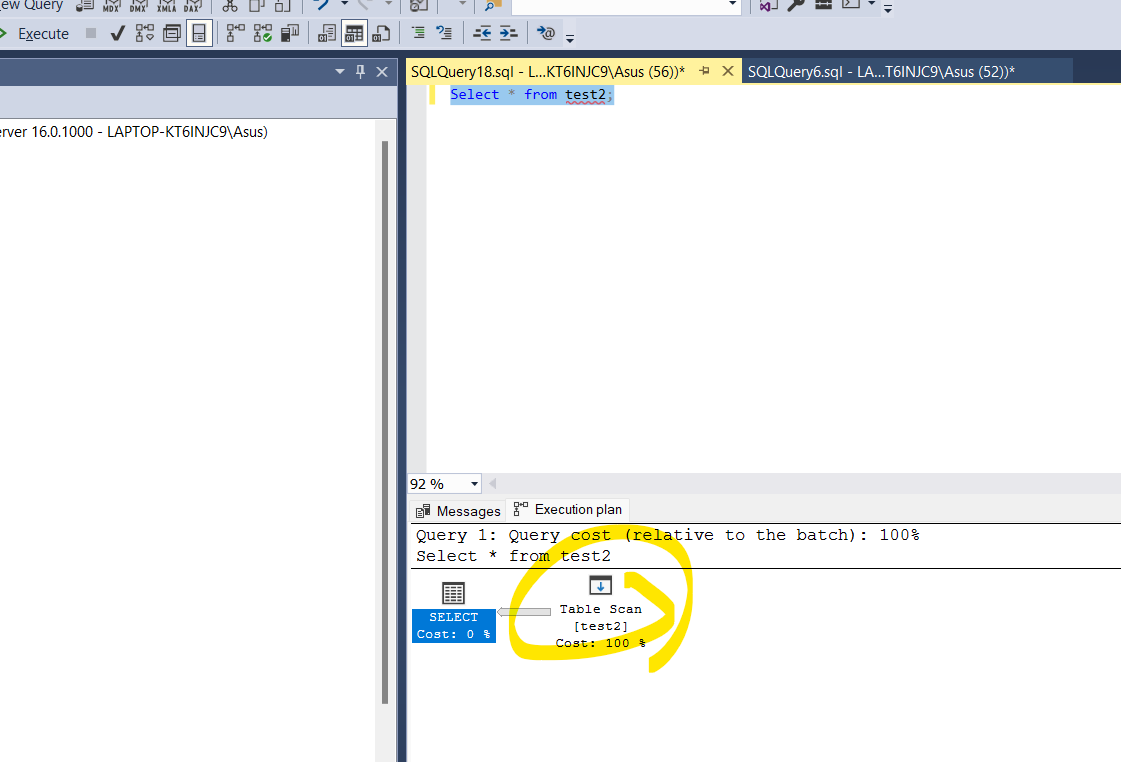 ew Query
MDX DMX XMLA DAX
Execute
SQLQuery18.sql - L...KT6INJC9\Asus (56))* SQLQuery6.sql - LA...T6INJC9\Asus (52))*
Select * from test2;
erver 16.0.1000 - LAPTOP-KT6INJC9\Asus)
92 %
Messages Execution plan
Query 1: Query cost (relative to the batch): 100%
Select * from test2
SELECT
Cost: 0 %
Table Scan
[test2]
Cost: 100 %